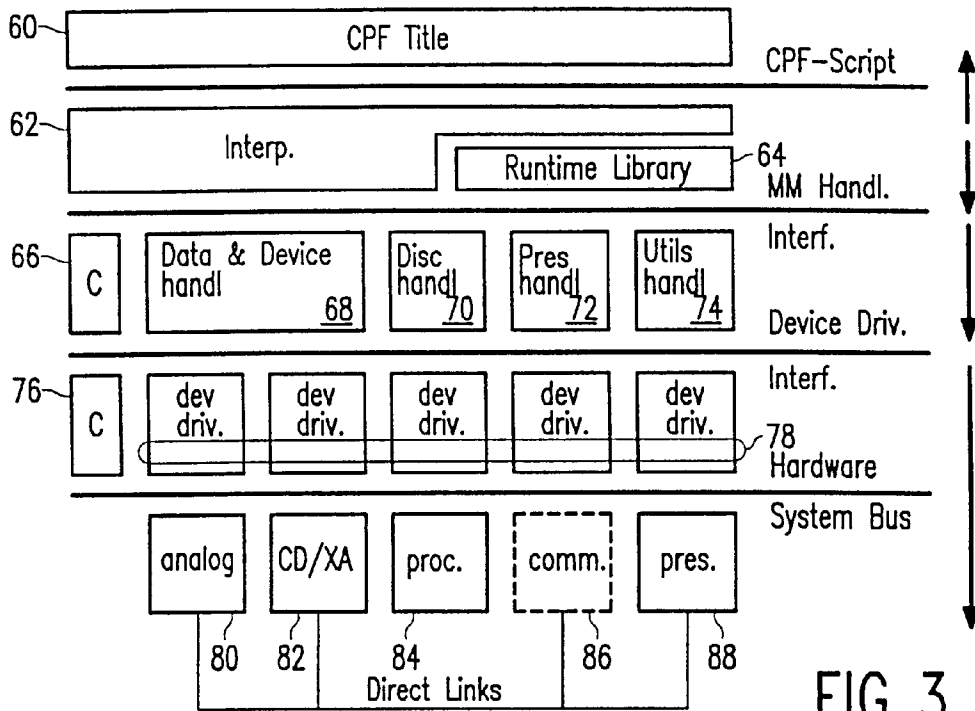 60
CPF Title
CPF-Script
62
Interp.
Runtime Library
64
MM Handl.
Interf.
66
C
Data & Device
handl
68
Disc
handl
70
Pres
handl
72
Utils
handl
74
Device Driv.
Interf.
76
C
dev
driv.
dev
driv.
dev
driv.
dev
driv.
dev
driv.
78
Hardware
System Bus
analog
CD/XA
proc.
comm.
pres.
80
82
84
86
88
Direct Links
FIG. 3